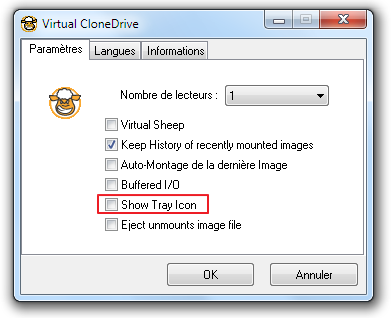 Virtual CloneDrive
Paramètres Langues Informations
Nombre de lecteurs : 1
Virtual Sheep
Keep History of recently mounted images
Auto-Montage de la dernière Image
Buffered I/O
Show Tray Icon
Eject unmounts image file
OK Annuler